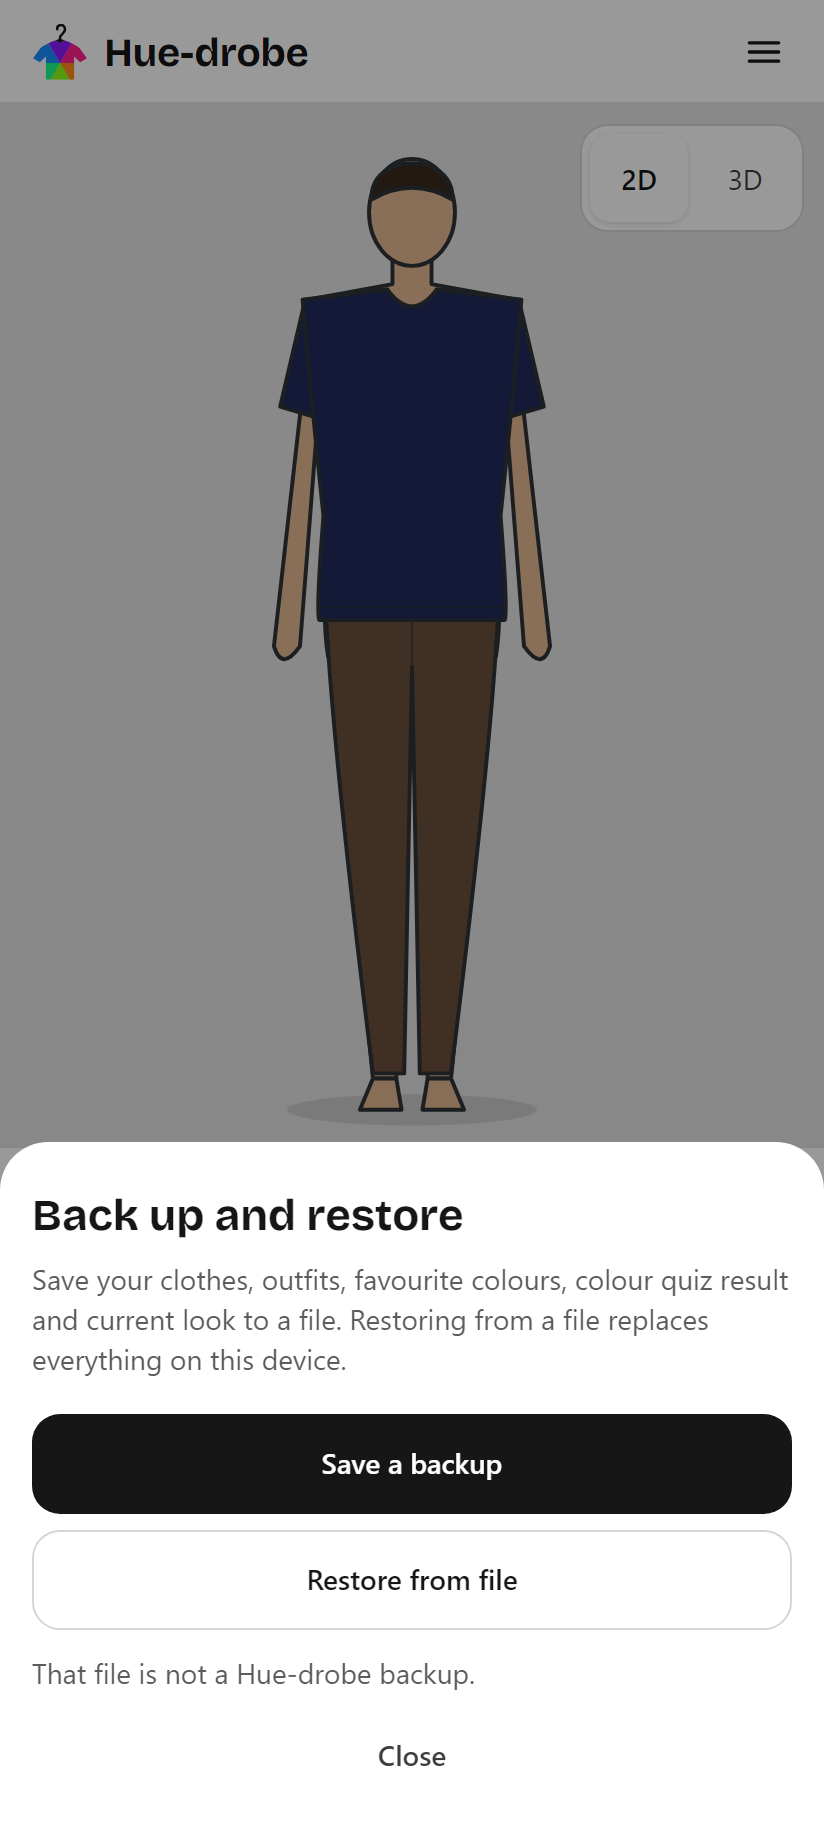 Hue-drobe
2D
3D
Back up and restore
Save your clothes, outfits, favourite colours, colour quiz result
and current look to a file. Restoring from a file replaces
everything on this device.
Save a backup
Restore from file
That file is not a Hue-drobe backup.
Close